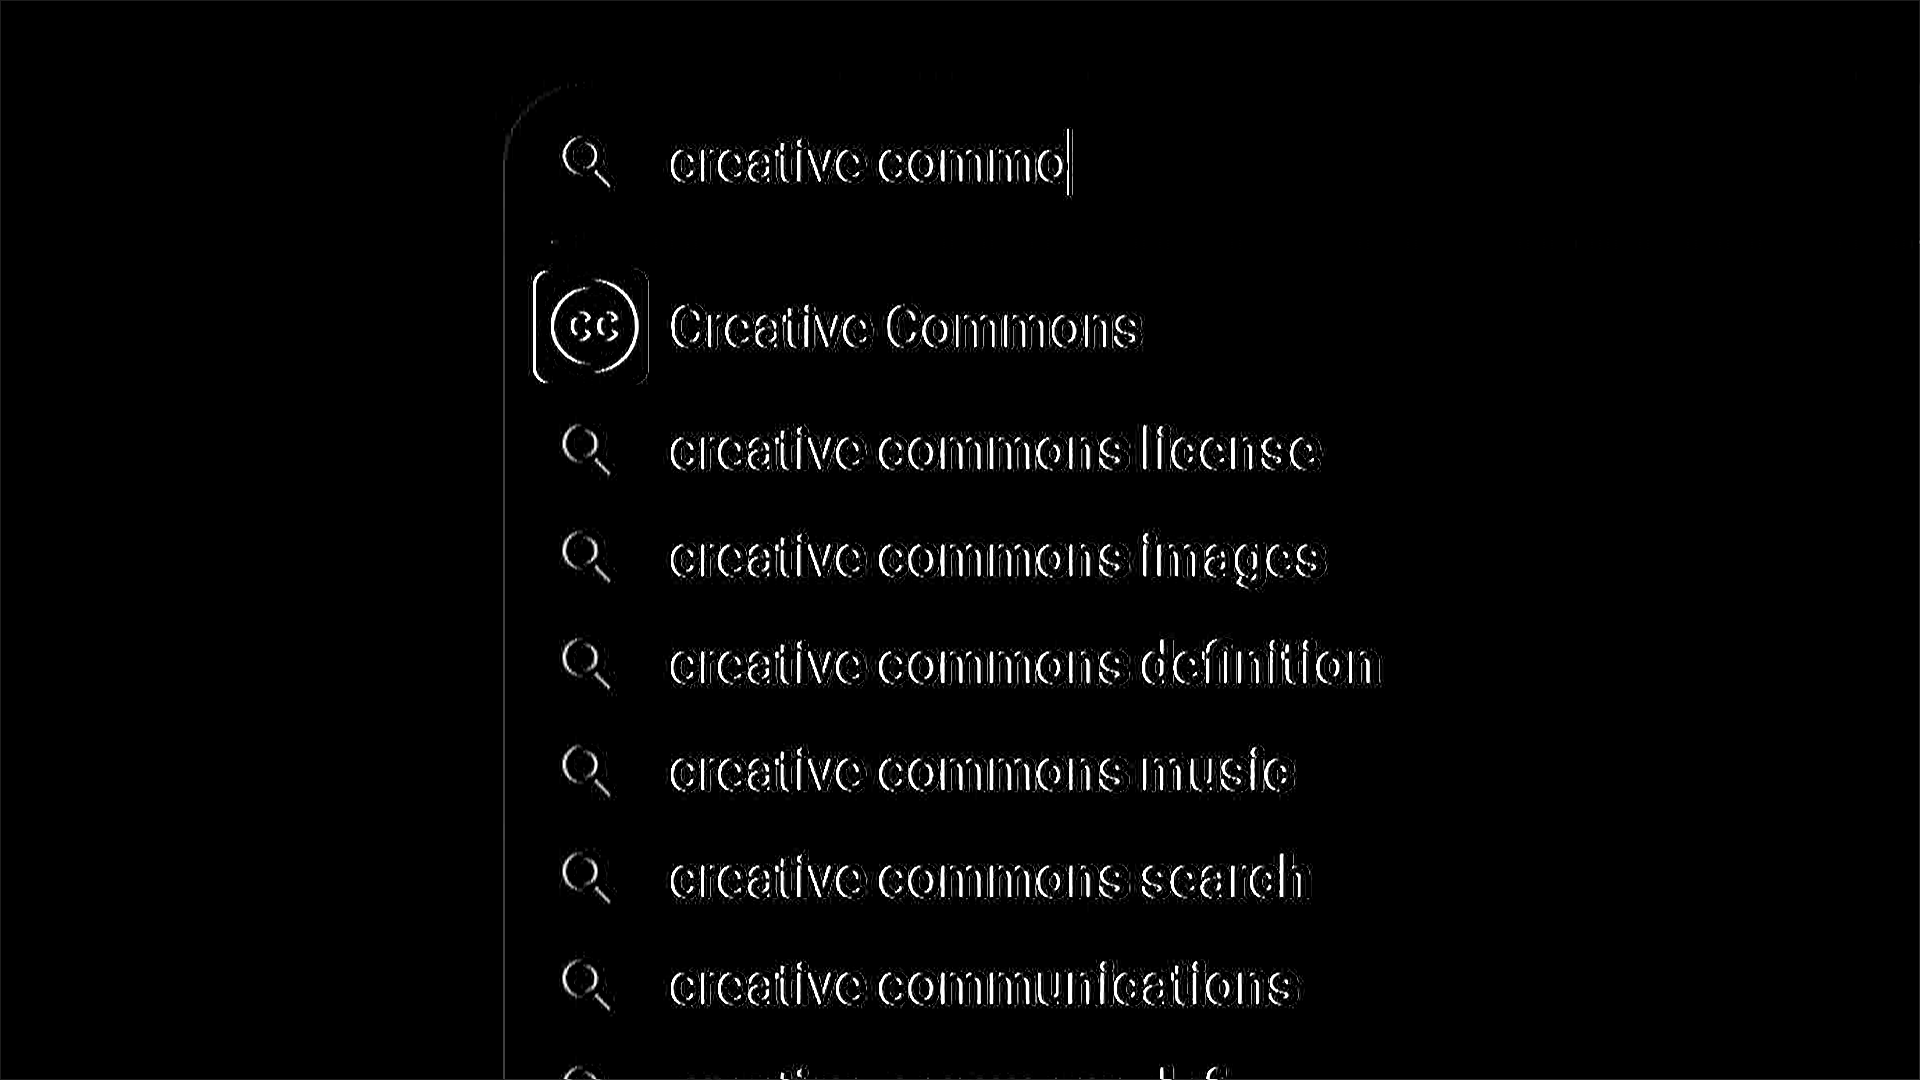 creative commo
cc Creative Commons
creative commons license
creative commons images
creative commons definition
creative commons music
creative commons search
creative communications